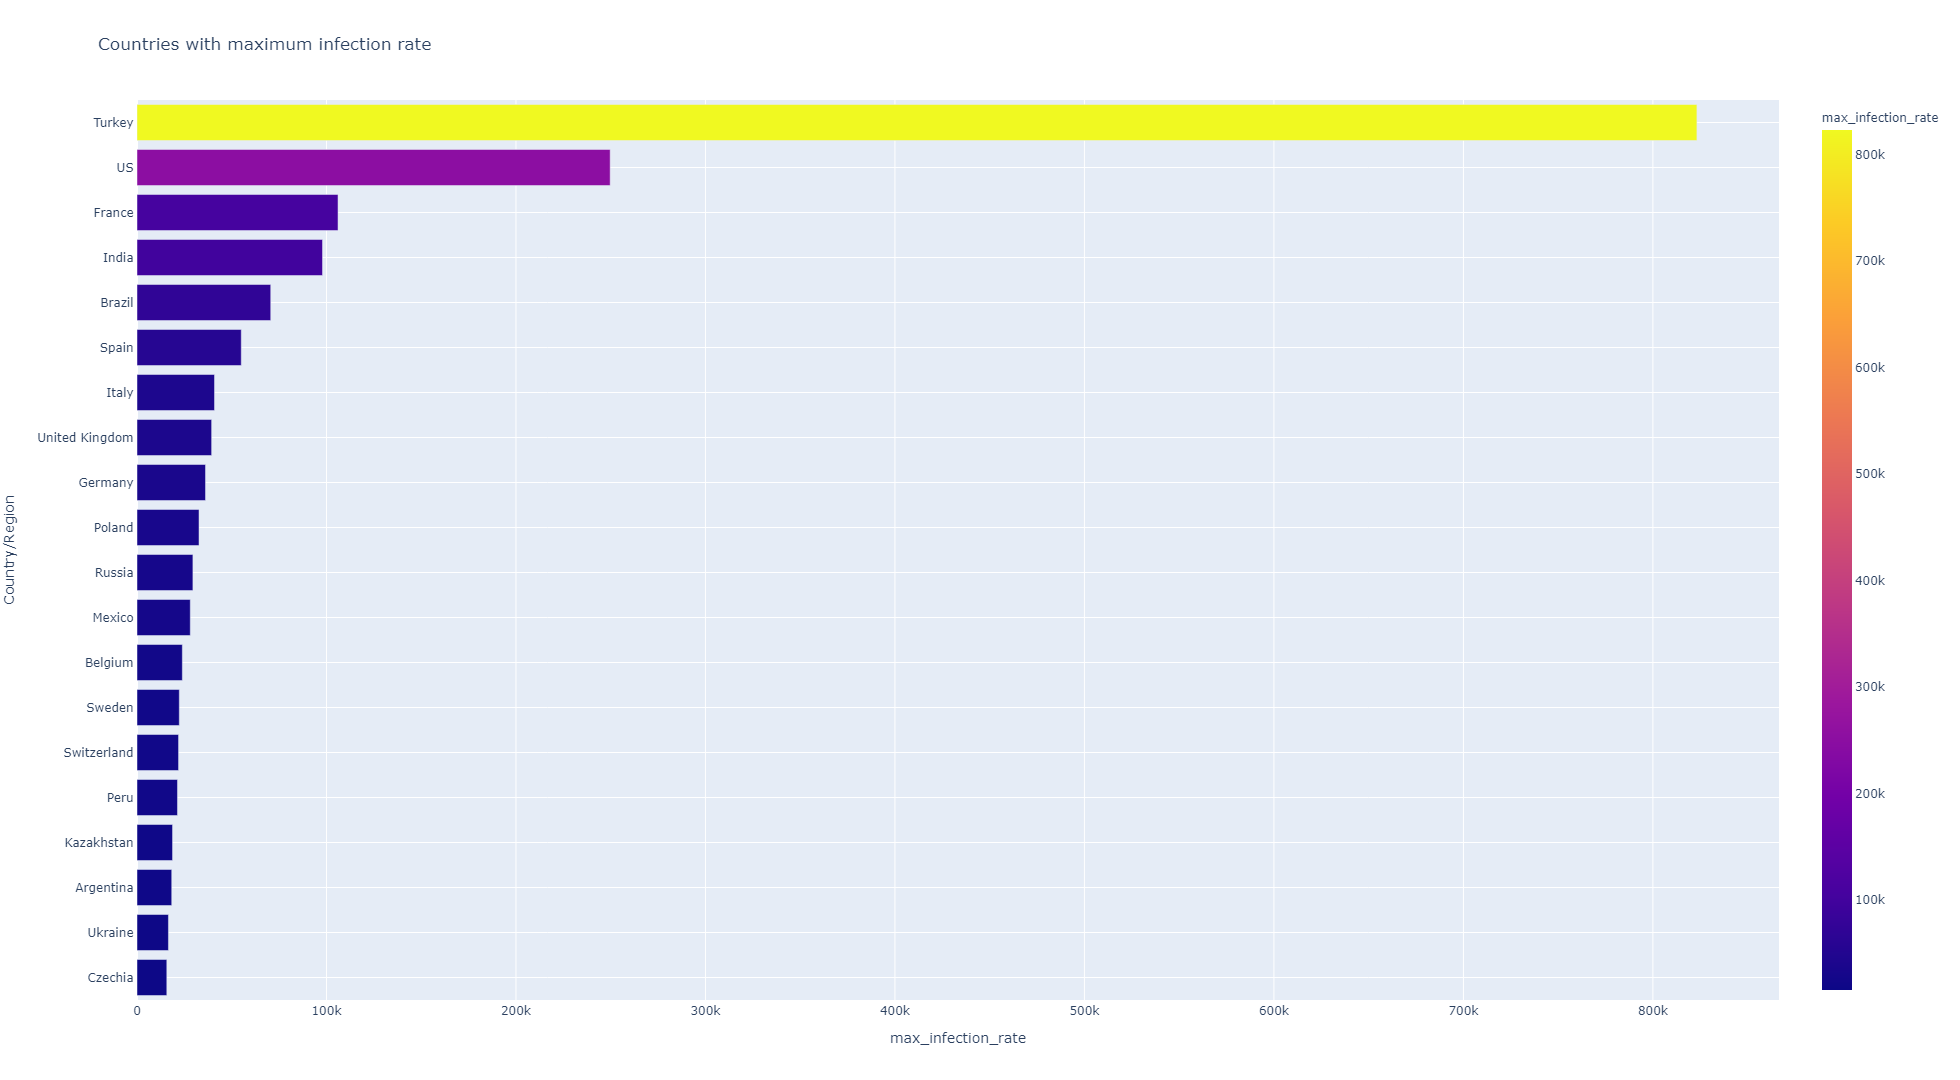 Countries with maximum infection rate
Turkey
US
France
India
Brazil
Spain
Italy
United Kingdom
Germany
Poland
Russia
Mexico
Belgium
Sweden
Switzerland
Peru
Kazakhstan
Argentina
Ukraine
Czechia
Country/Region
0 100k 200k 300k 400k 500k 600k 700k 800k
max_infection_rate
max_infection_rate
800k
700k
600k
500k
400k
300k
200k
100k